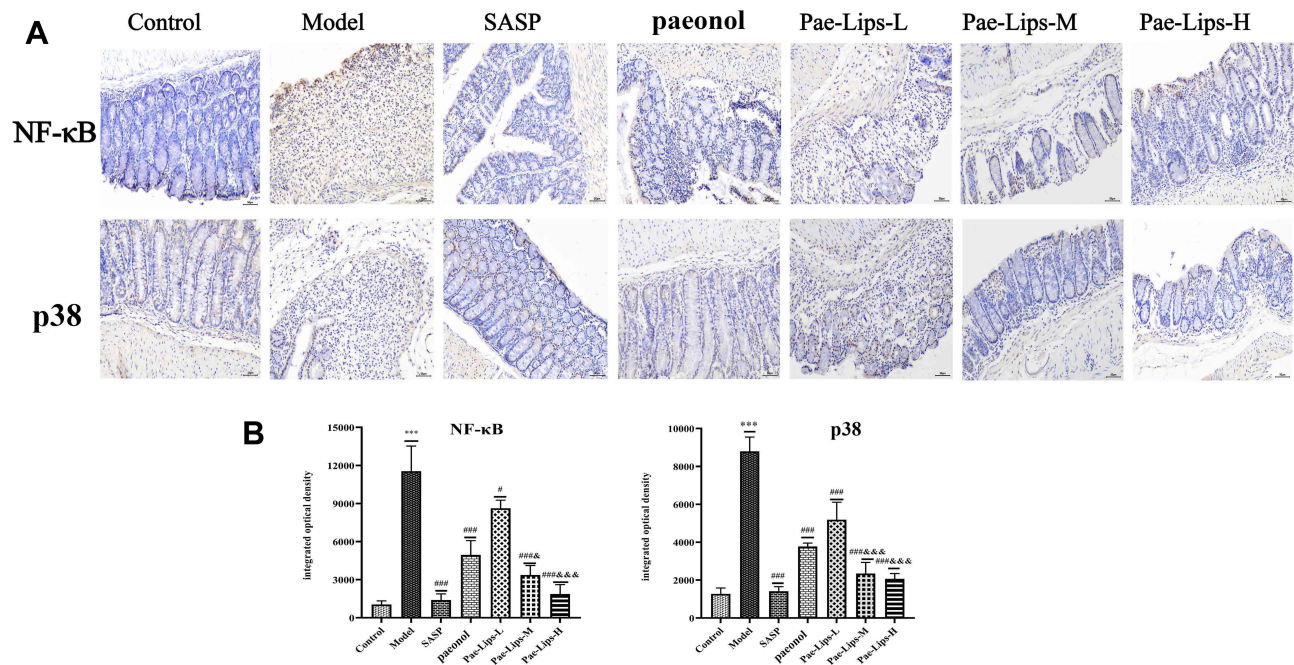 A
Control Model SASP paeonol Pae-Lips-L Pae-Lips-M Pae-Lips-H
NF-κB
p38
B
NF-κB
integrated optical density
15000
12000
9000
6000
3000
0
***
###
###
#
###&
###&&&
Control Model SASP paeonol Pae-Lips-L Pae-Lips-M Pae-Lips-H
p38
integrated optical density
10000
8000
6000
4000
2000
0
***
###
###
###
###&&&
###&&&
Control Model SASP paeonol Pae-Lips-L Pae-Lips-M Pae-Lips-H